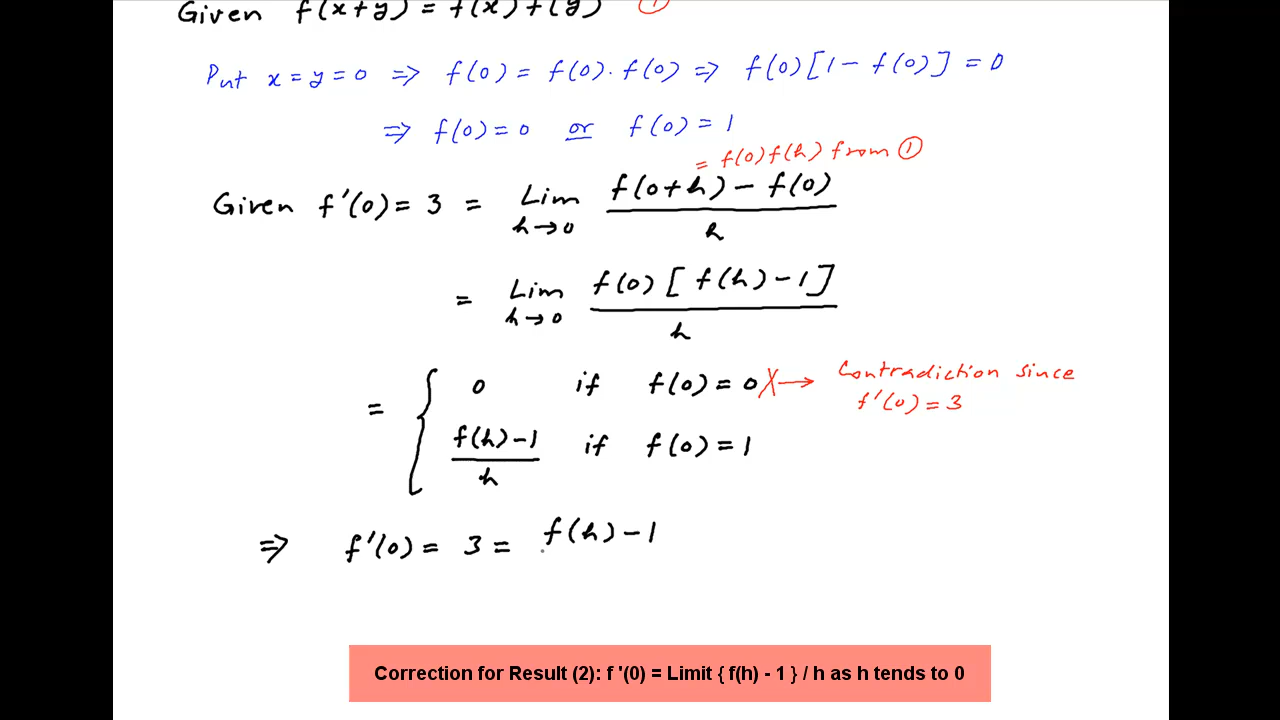 Given f(x+y) = f(x) f(y) ①
Put x = y = 0 ⇒ f(0) = f(0) . f(0) ⇒ f(0) [1 - f(0)] = 0
⇒ f(0) = 0 or f(0) = 1
= f(0) f(h) from ①
Given f'(0) = 3 = Lim h→0 f(0+h) - f(0) / h
= Lim h→0 f(0) [ f(h) - 1 ] / h
= { 0 if f(0) = 0 X → Contradiction since
f'(0) = 3
f(h) - 1 / h if f(0) = 1
⇒ f'(0) = 3 = f(h) - 1
Correction for Result (2): f '(0) = Limit { f(h) - 1 } / h as h tends to 0